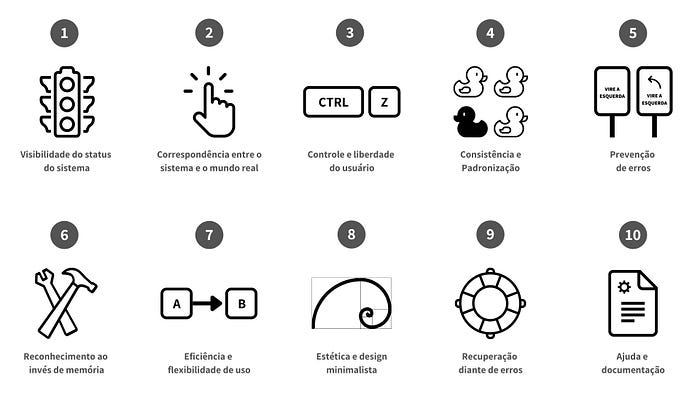 1
2
3
4
5
CTRL
Z
VIRE A
ESQUERDA
VIRE A
ESQUERDA
Visibilidade do status
do sistema
Correspondência entre o
sistema e o mundo real
Controle e liberdade
do usuário
Consistência e
Padronização
Prevenção
de erros
6
7
8
9
10
A
B
Reconhecimento ao
invés de memória
Eficiência e
flexibilidade de uso
Estética e design
minimalista
Recuperação
diante de erros
Ajuda e
documentação